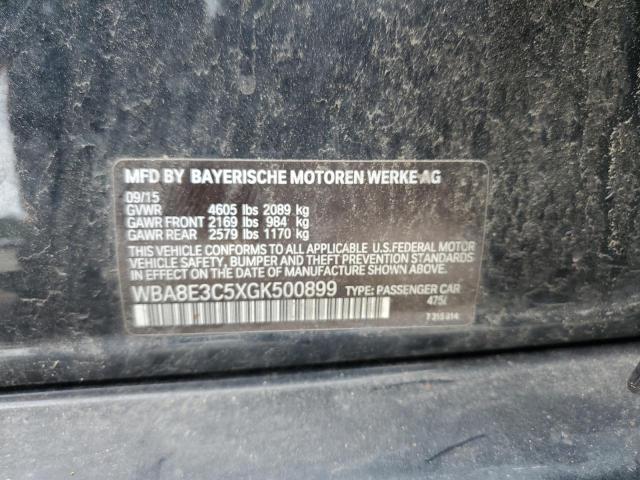 MFD BY BAYERISCHE MOTOREN WERKE AG
09/15
GVWR 4605 lbs 2089 kg
GAWR FRONT 2169 lbs 984 kg
GAWR REAR 2579 lbs 1170 kg
THIS VEHICLE CONFORMS TO ALL APPLICABLE U.S.FEDERAL MOTOR
VEHICLE SAFETY, BUMPER AND THEFT PREVENTION STANDARDS
IN EFFECT ON THE DATE OF MANUFACTURE SHOWN ABOVE.
WBA8E3C5XGK500899 TYPE: PASSENGER CAR